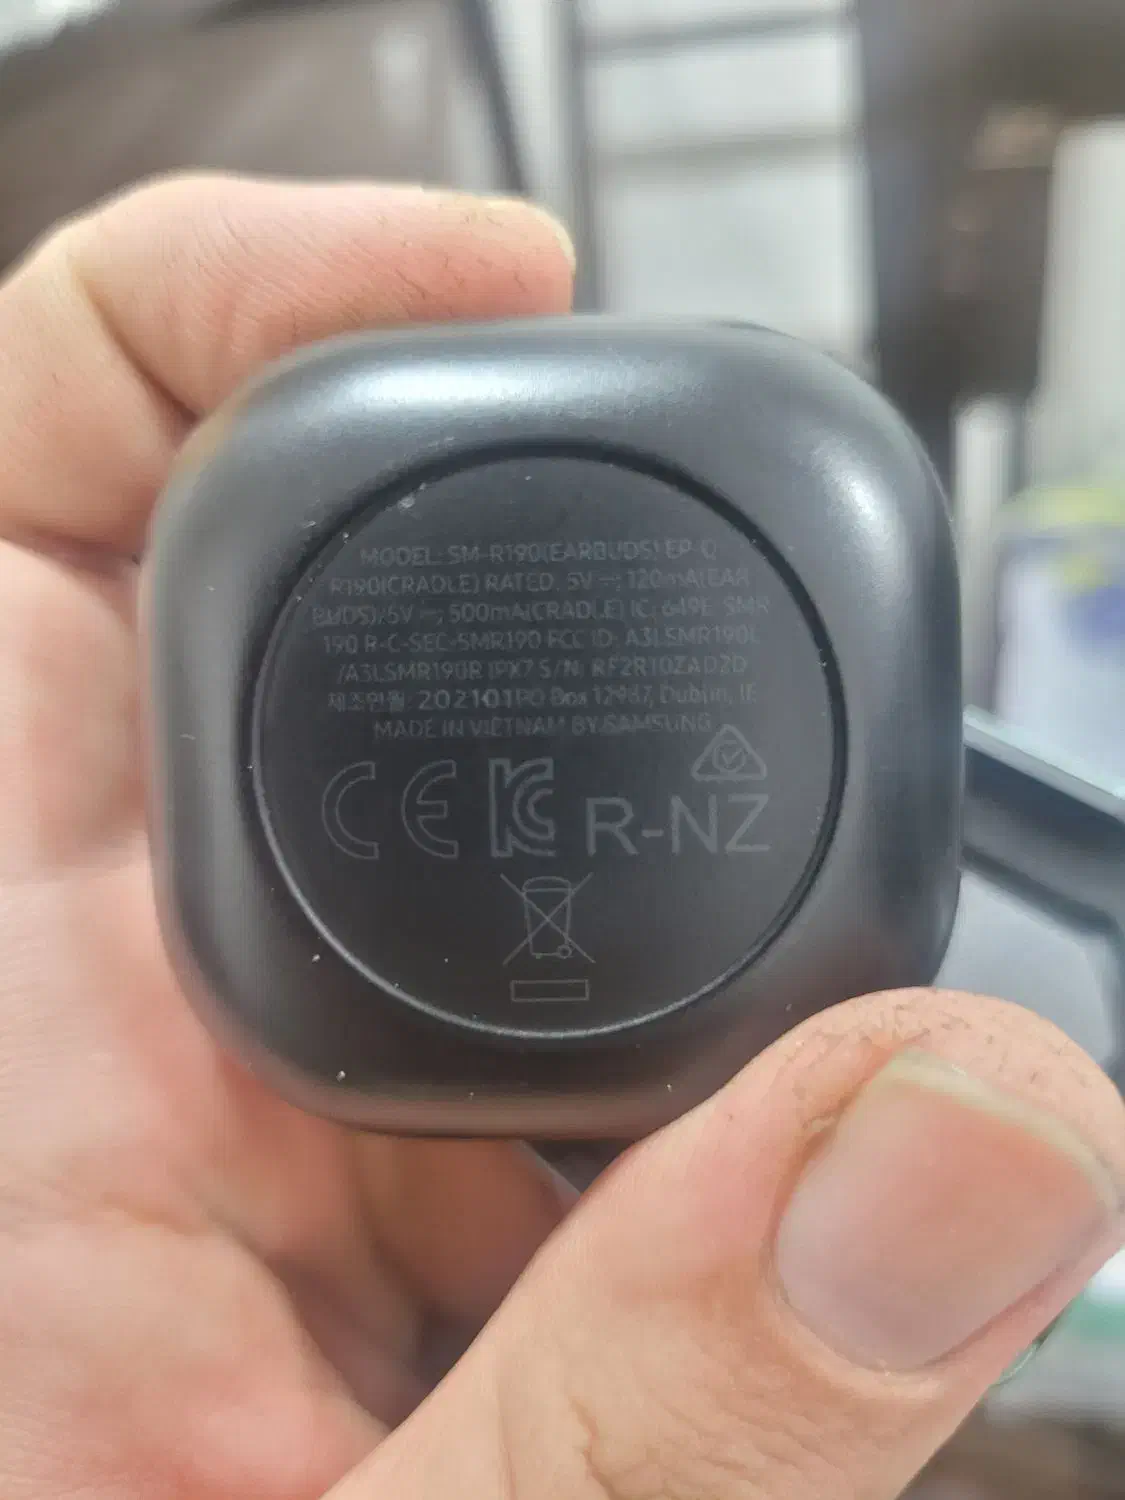 MODEL: SM-R190(EARBUDS) EP-Q
R190(CRADLE) RATED: 5V ⎓; 120mA(EAR
BUDS); 5V ⎓; 500mA(CRADLE) IC: 649E-SMR
190 R-C-SEC-SMR190 FCC ID: A3LSMR190L
/A3LSMR190R IPX7 S/N: RF2R10ZAD2D
제조연월: 202101 PO Box 12987, Dublin, IE
MADE IN VIETNAM BY SAMSUNG
CE KC R-NZ